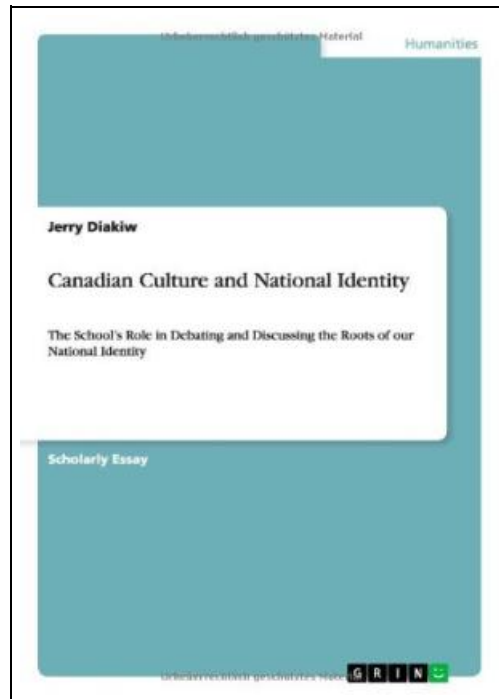 Urheberrechtlich geschütztes Material
Humanities
Jerry Diakiw
Canadian Culture and National Identity
The School's Role in Debating and Discussing the Roots of our
National Identity
Scholarly Essay
Urheberrechtlich geschütztes Mater
GRIN